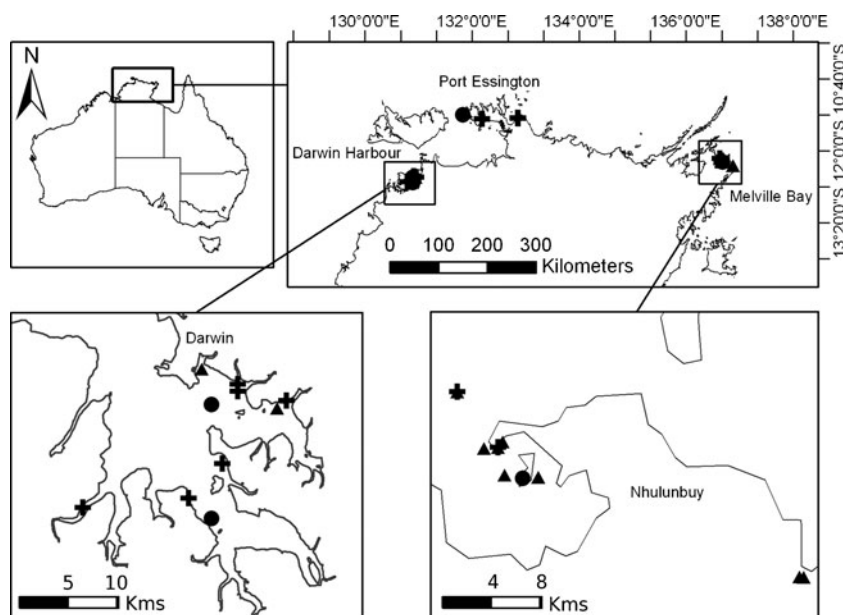 130°0'0"E 132°0'0"E 134°0'0"E 136°0'0"E 138°0'0"E
N
Port Essington
10°40'0"S
Darwin Harbour
12°0'0"S
Melville Bay
13°20'0"S
0 100 200 300
Kilometers
Darwin
Nhulunbuy
5 10
Kms
4 8
Kms